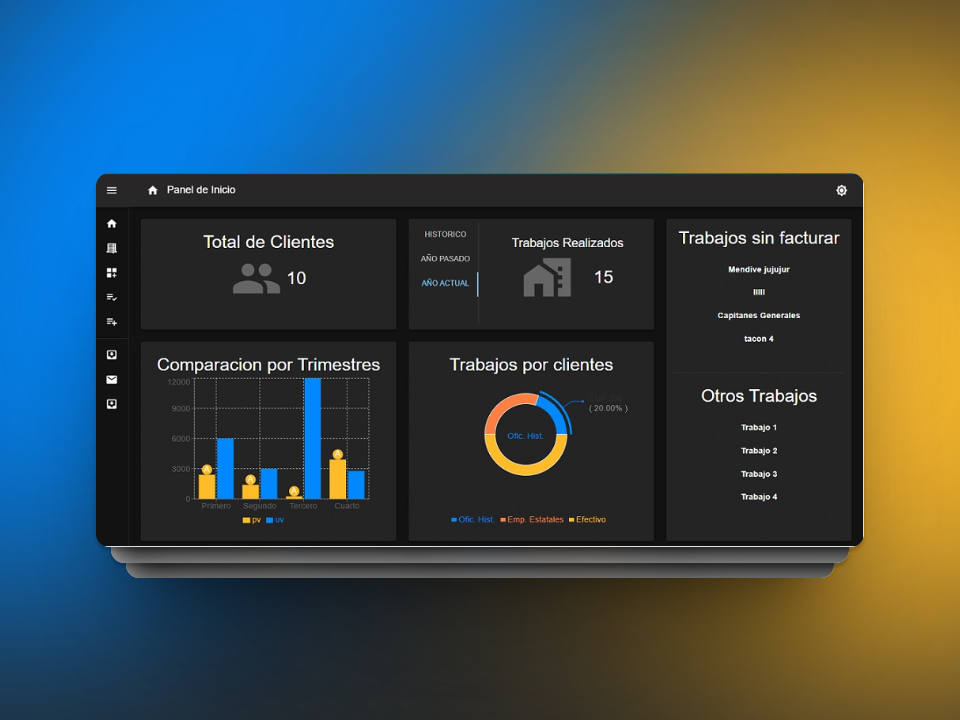 Panel de Inicio
Total de Clientes
10
HISTORICO
AÑO PASADO
AÑO ACTUAL
Trabajos Realizados
15
Trabajos sin facturar
Mendive jujujur
lllll
Capitanes Generales
tacon 4
Otros Trabajos
Trabajo 1
Trabajo 2
Trabajo 3
Trabajo 4
Comparacion por Trimestres
12000
9000
6000
3000
0
A
A
A
A
Primero Segundo Tercero Cuarto
pv uv
Trabajos por clientes
( 20.00% )
Ofic. Hist.
Ofic. Hist. Emp. Estatales Efectivo